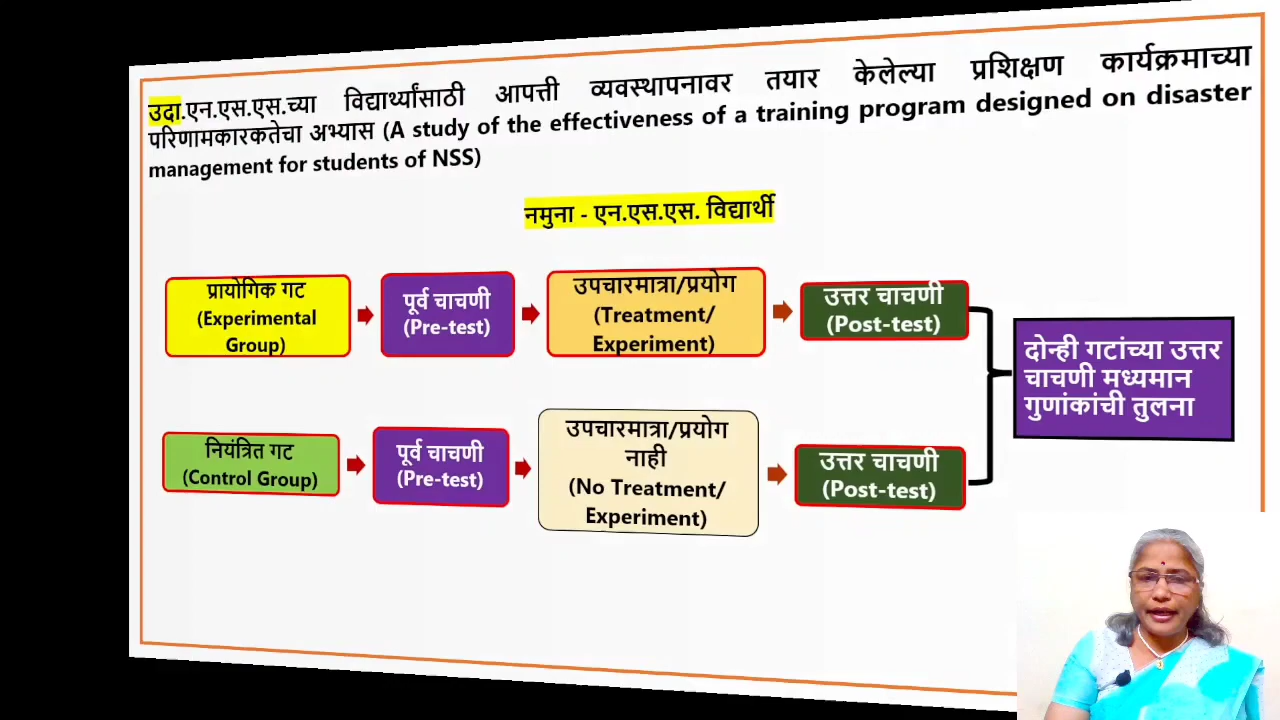 उदा.एन.एस.एस.च्या विद्यार्थ्यांसाठी आपत्ती व्यवस्थापनावर तयार केलेल्या प्रशिक्षण कार्यक्रमाच्या
परिणामकारकतेचा अभ्यास (A study of the effectiveness of a training program designed on disaster
management for students of NSS)
नमुना - एन.एस.एस. विद्यार्थी
प्रायोगिक गट
(Experimental
Group)
पूर्व चाचणी
(Pre-test)
उपचारमात्रा/प्रयोग
(Treatment/
Experiment)
उत्तर चाचणी
(Post-test)
दोन्ही गटांच्या उत्तर
चाचणी मध्यमान
गुणांकांची तुलना
नियंत्रित गट
(Control Group)
पूर्व चाचणी
(Pre-test)
उपचारमात्रा/प्रयोग
नाही
(No Treatment/
Experiment)
उत्तर चाचणी
(Post-test)